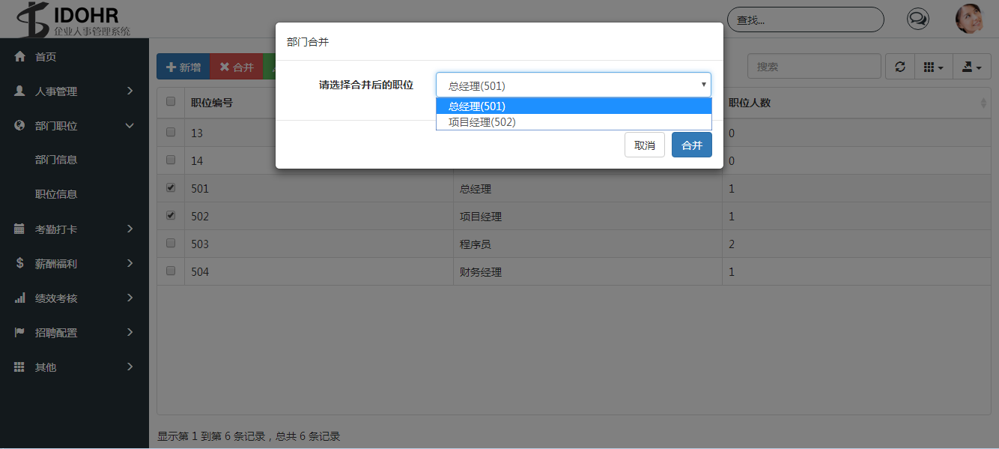 IDOHR
企业人事管理系统
查找...
首页
人事管理
部门职位
部门信息
职位信息
考勤打卡
薪酬福利
绩效考核
招聘配置
其他
新增
合并
搜索
部门合并
请选择合并后的职位
总经理(501)
总经理(501)
项目经理(502)
取消
合并
职位编号 职位人数
13 0
14 0
501 总经理 1
502 项目经理 1
503 程序员 2
504 财务经理 1
显示第 1 到第 6 条记录，总共 6 条记录